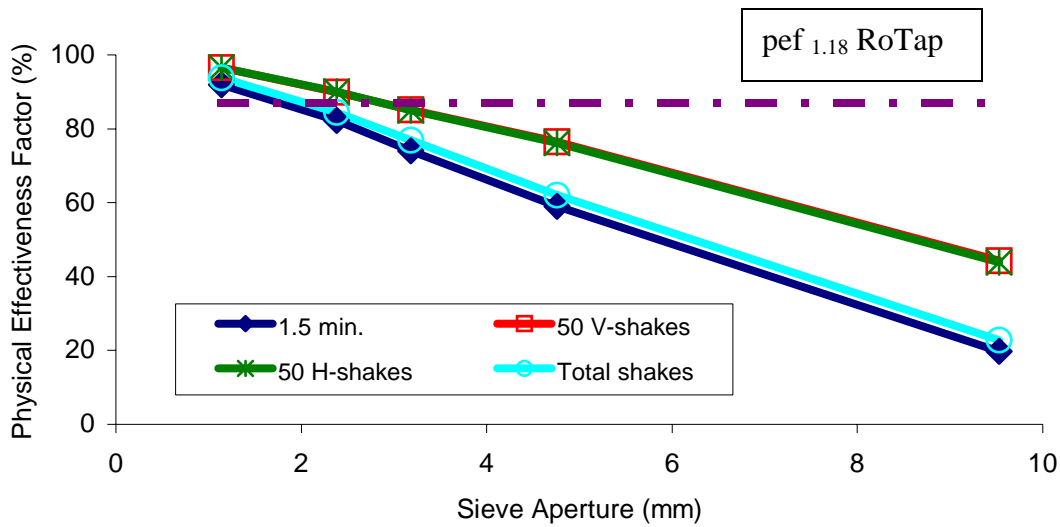 pef 1.18 RoTap
Physical Effectiveness Factor (%)
100
80
60
40
20
0
1.5 min.
50 V-shakes
50 H-shakes
Total shakes
0 2 4 6 8 10
Sieve Aperture (mm)